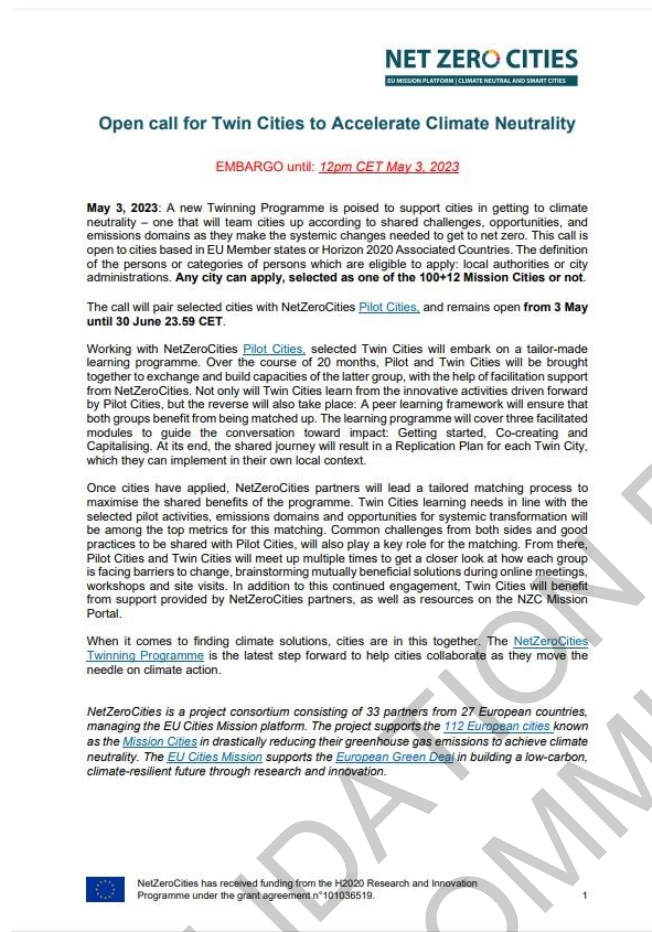 NET ZERO CITIES
EU MISSION PLATFORM | CLIMATE NEUTRAL AND SMART CITIES
Open call for Twin Cities to Accelerate Climate Neutrality
EMBARGO until: 12pm CET May 3, 2023
May 3, 2023: A new Twinning Programme is poised to support cities in getting to climate
neutrality – one that will team cities up according to shared challenges, opportunities, and
emissions domains as they make the systemic changes needed to get to net zero. This call is
open to cities based in EU Member states or Horizon 2020 Associated Countries. The definition
of the persons or categories of persons which are eligible to apply: local authorities or city
administrations. Any city can apply, selected as one of the 100+12 Mission Cities or not.
The call will pair selected cities with NetZeroCities Pilot Cities, and remains open from 3 May
until 30 June 23.59 CET.
Working with NetZeroCities Pilot Cities, selected Twin Cities will embark on a tailor-made
learning programme. Over the course of 20 months, Pilot and Twin Cities will be brought
together to exchange and build capacities of the latter group, with the help of facilitation support
from NetZeroCities. Not only will Twin Cities learn from the innovative activities driven forward
by Pilot Cities, but the reverse will also take place: A peer learning framework will ensure that
both groups benefit from being matched up. The learning programme will cover three facilitated
modules to guide the conversation toward impact: Getting started, Co-creating and
Capitalising. At its end, the shared journey will result in a Replication Plan for each Twin City,
which they can implement in their own local context.
Once cities have applied, NetZeroCities partners will lead a tailored matching process to
maximise the shared benefits of the programme. Twin Cities learning needs in line with the
selected pilot activities, emissions domains and opportunities for systemic transformation will
be among the top metrics for this matching. Common challenges from both sides and good
practices to be shared with Pilot Cities, will also play a key role for the matching. From there,
Pilot Cities and Twin Cities will meet up multiple times to get a closer look at how each group
is facing barriers to change, brainstorming mutually beneficial solutions during online meetings,
workshops and site visits. In addition to this continued engagement, Twin Cities will benefit
from support provided by NetZeroCities partners, as well as resources on the NZC Mission
Portal.
When it comes to finding climate solutions, cities are in this together. The NetZeroCities
Twinning Programme is the latest step forward to help cities collaborate as they move the
needle on climate action.
NetZeroCities is a project consortium consisting of 33 partners from 27 European countries,
managing the EU Cities Mission platform. The project supports the 112 European cities known
as the Mission Cities in drastically reducing their greenhouse gas emissions to achieve climate
neutrality. The EU Cities Mission supports the European Green Deal in building a low-carbon,
climate-resilient future through research and innovation.
NetZeroCities has received funding from the H2020 Research and Innovation
Programme under the grant agreement n°101036519.
1